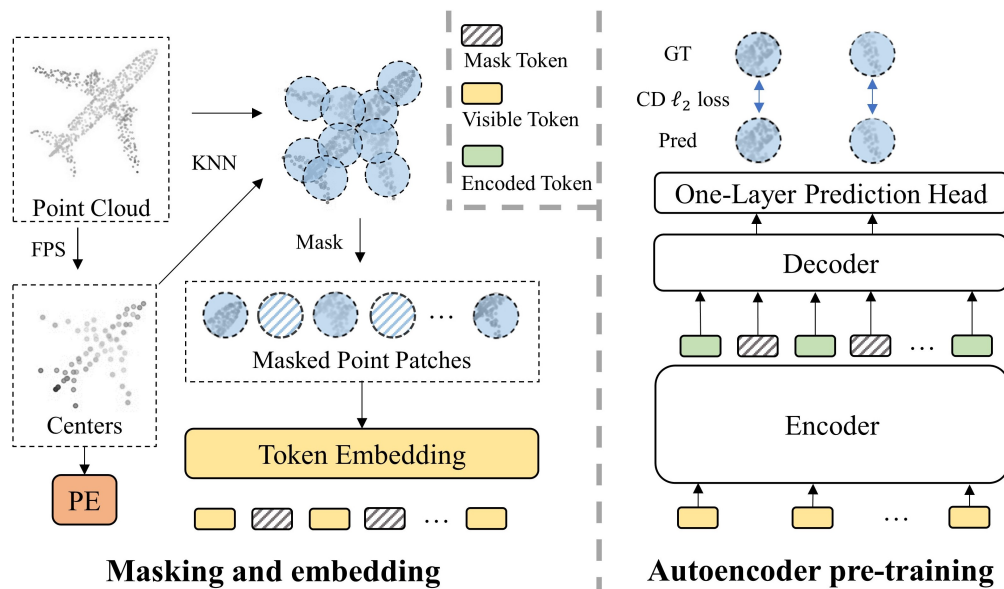 Point Cloud
FPS
Centers
PE
KNN
Mask
Masked Point Patches
...
Token Embedding
...
Masking and embedding
Mask Token
Visible Token
Encoded Token
GT
CD ℓ₂ loss
Pred
One-Layer Prediction Head
Decoder
...
Encoder
...
Autoencoder pre-training